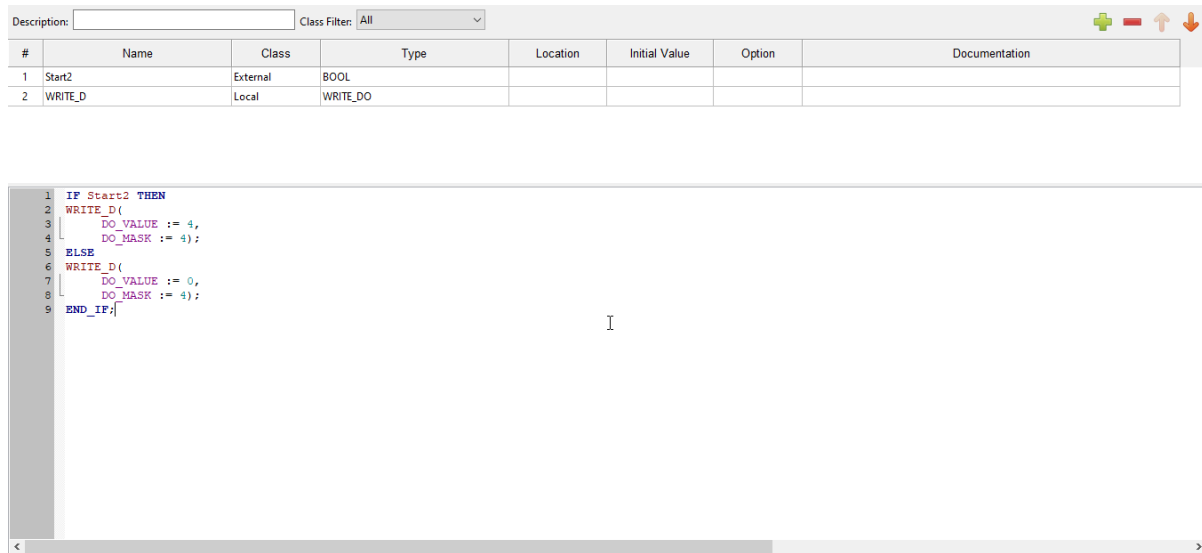 Description: Class Filter: All
# Name Class Type Location Initial Value Option Documentation
1 Start2 External BOOL
2 WRITE_D Local WRITE_DO
1 IF Start2 THEN
2 WRITE_D(
3 DO_VALUE := 4,
4 DO_MASK := 4);
5 ELSE
6 WRITE_D(
7 DO_VALUE := 0,
8 DO_MASK := 4);
9 END_IF;